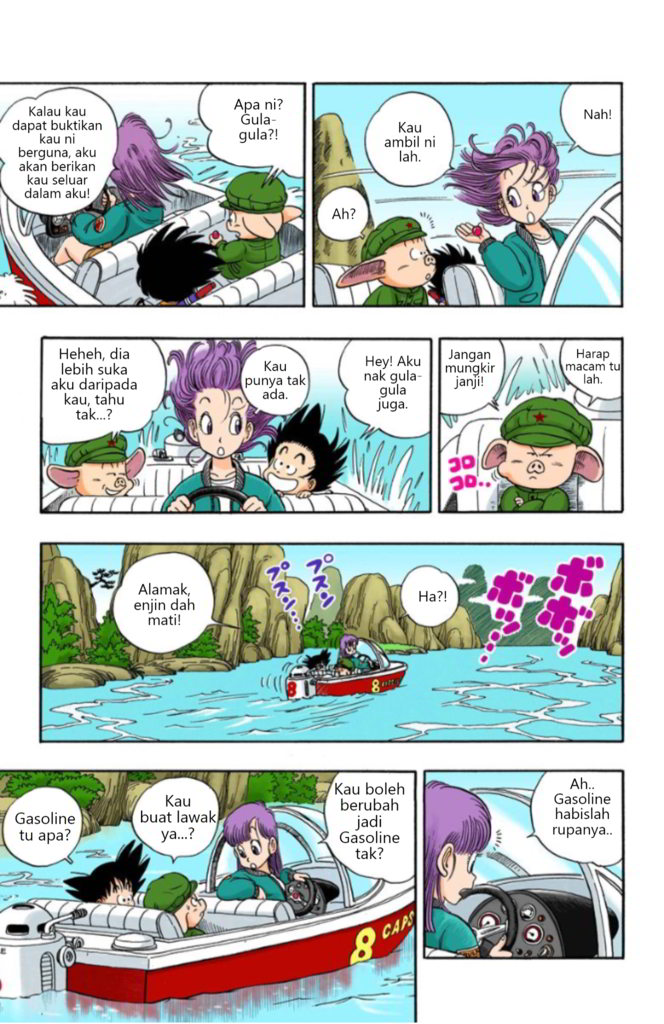 Nah!
Kau
ambil ni
lah.
Ah?
Apa ni?
Gula-
gula?!
Kalau kau
dapat buktikan
kau ni
berguna, aku
akan berikan
kau seluar
dalam aku!
Harap
macam tu
lah.
Jangan
mungkir
janji!
コロ
コロ..
Hey! Aku
nak gula-
gula
juga.
Kau
punya tak
ada.
Heheh, dia
lebih suka
aku daripada
kau, tahu
tak...?
ボボボッ
ボッ...
Ha?!
プスン
プスン...
Alamak,
enjin dah
mati!
8
8
Ah..
Gasoline
habislah
rupanya..
Kau boleh
berubah
jadi
Gasoline
tak?
Kau
buat lawak
ya...?
Gasoline
tu apa?
8 CAPS